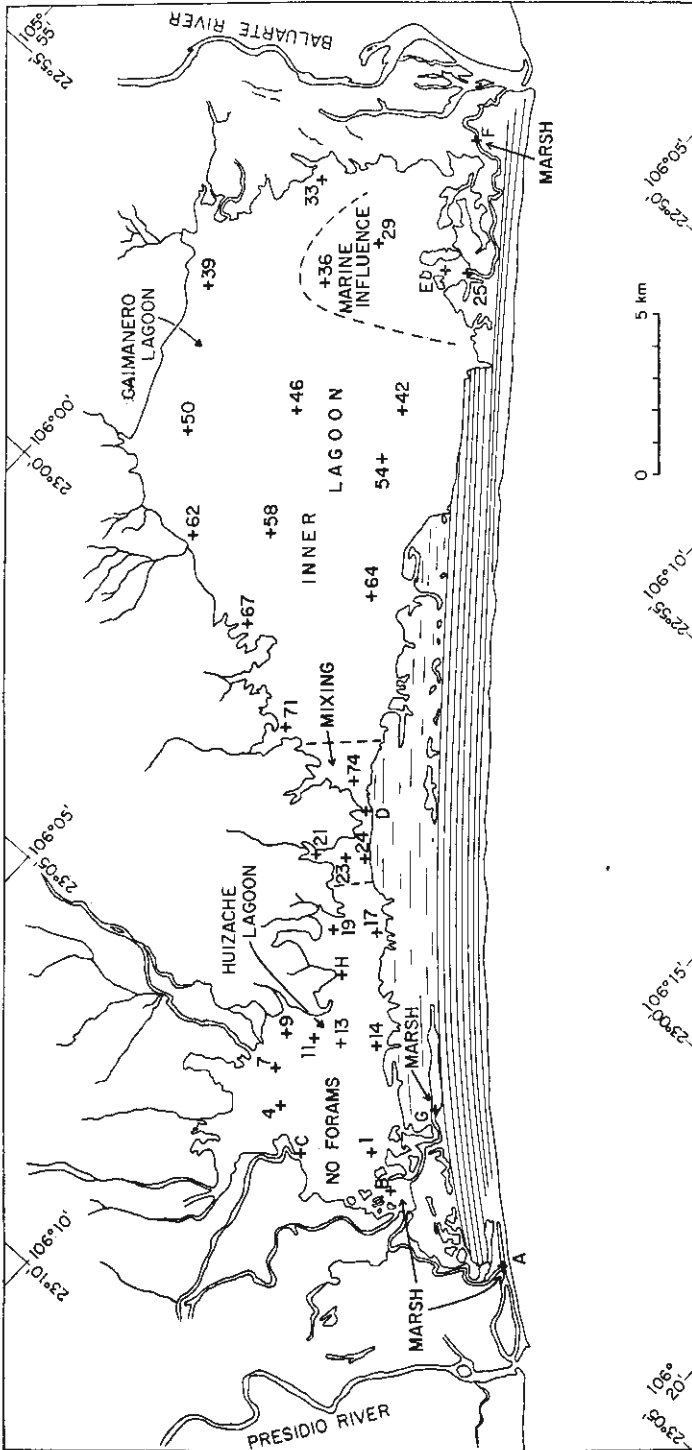 23°10' 106°10'
23°05' 106°05'
23°00' 106°00'
22°55' 105°55'
PRESIDIO RIVER
BALUARTE RIVER
GAIMANERO
LAGOON
HUIZACHE
LAGOON
+39
+50
+62
+67
+71
33+
+36
MARINE
INFLUENCE
+29
+46
+42
54+
+58
+64
INNER
LAGOON
MIXING
+74
D
+21
23+
+24
19+
+17
+H
7+
+9
4+
11+
+13
+14
C
NO FORAMS
+1
B+
G
MARSH
MARSH
A
ED+
25
F
MARSH
0 5 km
23°05' 106°20'
23°00' 106°15'
22°55' 106°10'
22°50' 106°05'